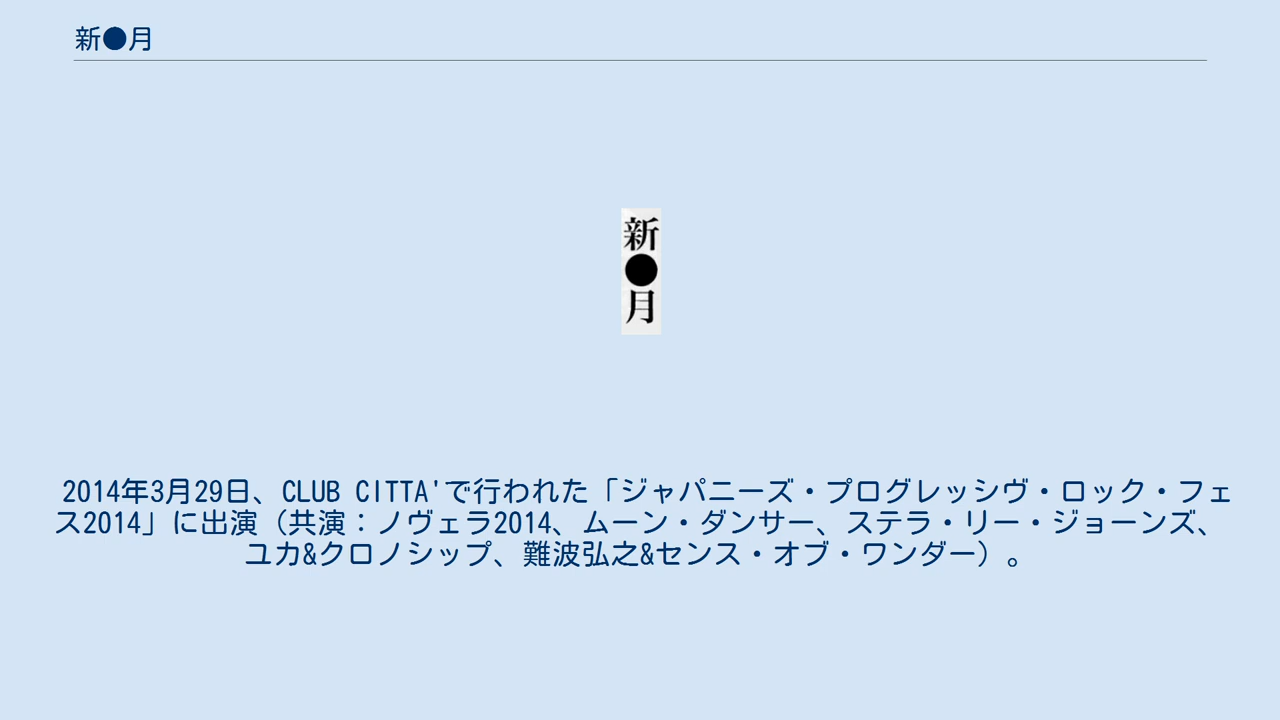 新●月
新●月
2014年3月29日、CLUB CITTA'で行われた「ジャパニーズ・プログレッシヴ・ロック・フェ
ス2014」に出演（共演：ノヴェラ2014、ムーン・ダンサー、ステラ・リー・ジョーンズ、
ユカ&クロノシップ、難波弘之&センス・オブ・ワンダー）。